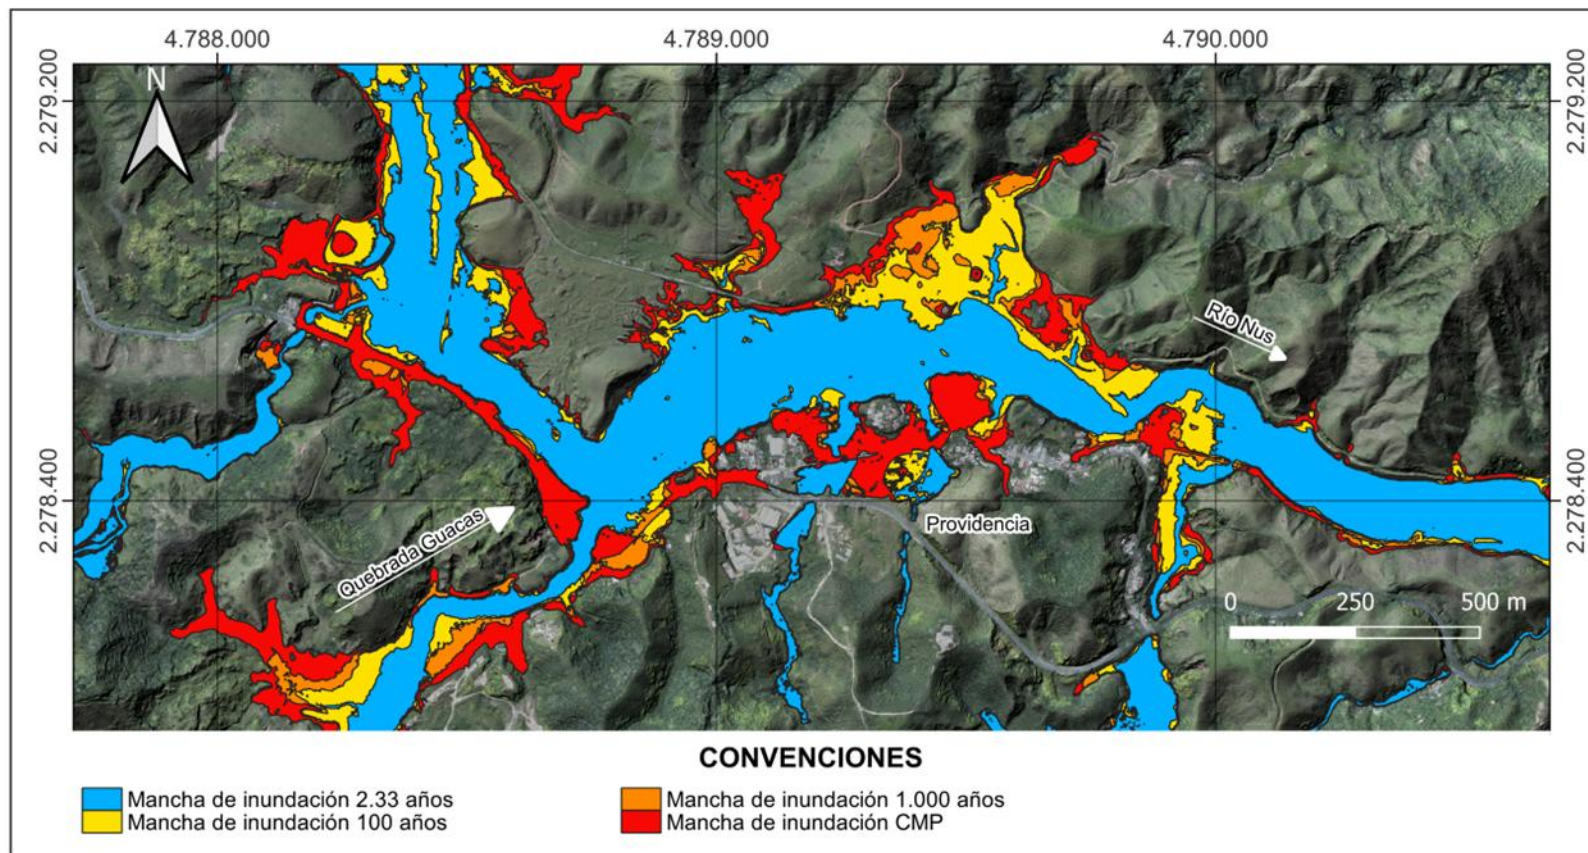 4.788.000
4.789.000
4.790.000
2.279.200
2.279.200
N
Río Nus
2.278.400
2.278.400
Quebrada Guacas
Providencia
0
250
500 m
CONVENCIONES
Mancha de inundación 2.33 años
Mancha de inundación 100 años
Mancha de inundación 1.000 años
Mancha de inundación CMP